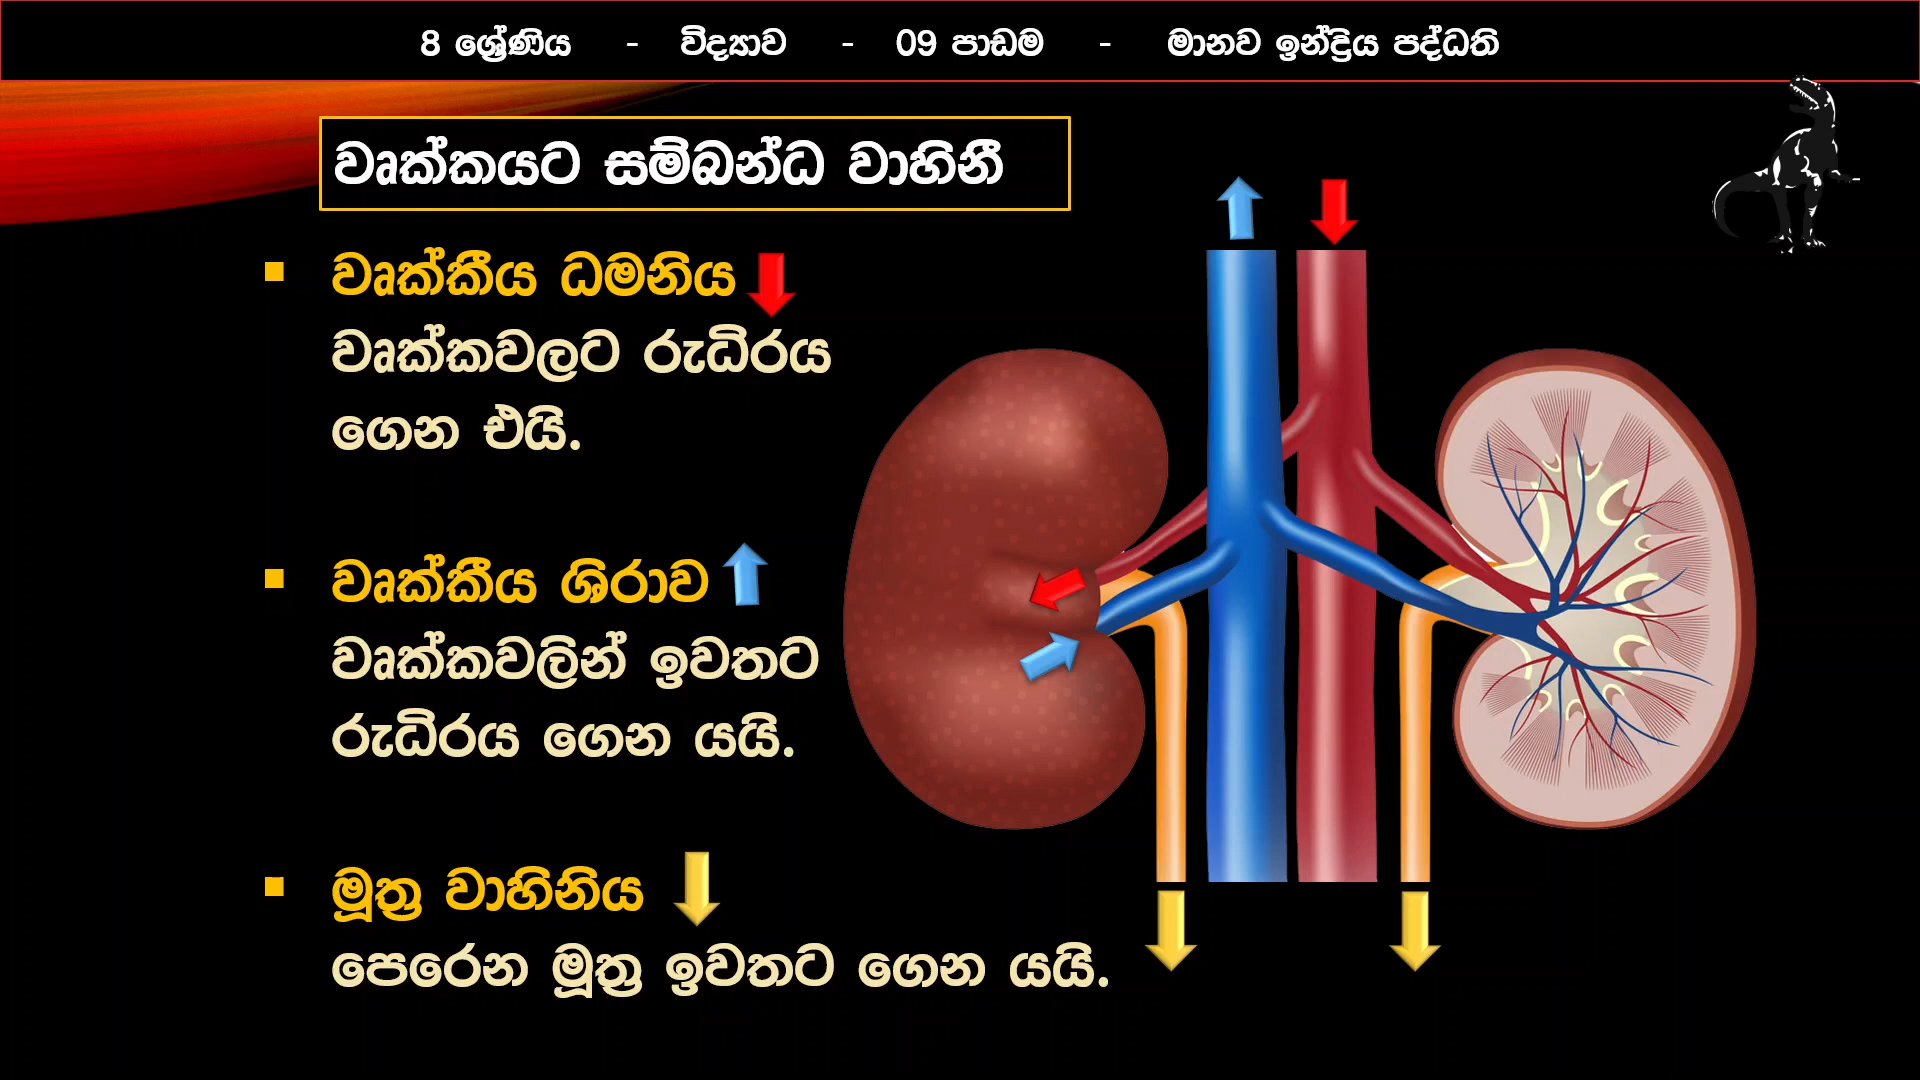 8 ශ්‍රේණිය - විද්‍යාව - 09 පාඩම - මානව ඉන්ද්‍රිය පද්ධති
වෘක්කයට සම්බන්ධ වාහිනී
වෘක්කීය ධමනිය
වෘක්කවලට රුධිරය
ගෙන එයි.
වෘක්කීය ශිරාව
වෘක්කවලින් ඉවතට
රුධිරය ගෙන යයි.
මූත්‍ර වාහිනිය
පෙරෙන මූත්‍ර ඉවතට ගෙන යයි.